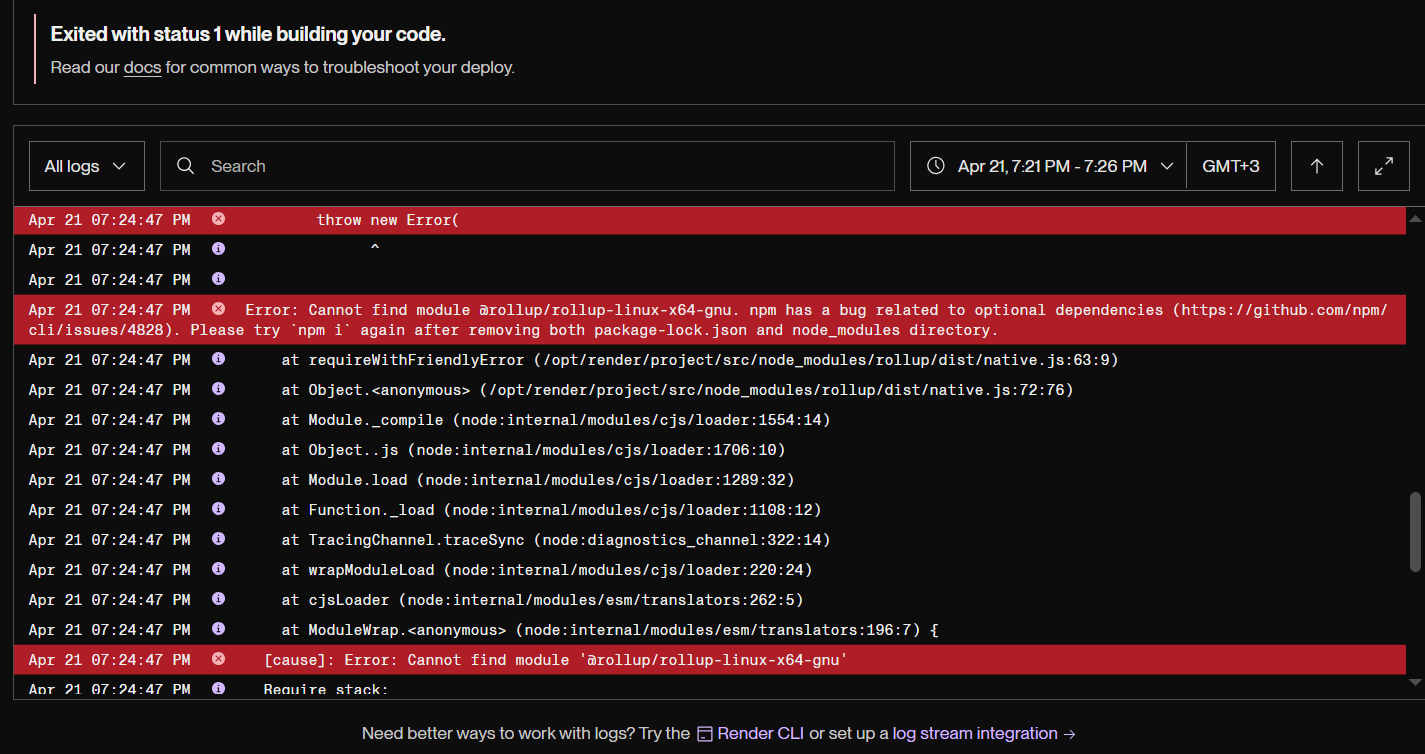 Exited with status 1 while building your code.
Read our docs for common ways to troubleshoot your deploy.
All logs
Search
Apr 21, 7:21 PM - 7:26 PM
GMT+3
Apr 21 07:24:47 PM throw new Error(
Apr 21 07:24:47 PM ^
Apr 21 07:24:47 PM
Apr 21 07:24:47 PM Error: Cannot find module @rollup/rollup-linux-x64-gnu. npm has a bug related to optional dependencies (https://github.com/npm/
cli/issues/4828). Please try `npm i` again after removing both package-lock.json and node_modules directory.
Apr 21 07:24:47 PM at requireWithFriendlyError (/opt/render/project/src/node_modules/rollup/dist/native.js:63:9)
Apr 21 07:24:47 PM at Object.<anonymous> (/opt/render/project/src/node_modules/rollup/dist/native.js:72:76)
Apr 21 07:24:47 PM at Module._compile (node:internal/modules/cjs/loader:1554:14)
Apr 21 07:24:47 PM at Object..js (node:internal/modules/cjs/loader:1706:10)
Apr 21 07:24:47 PM at Module.load (node:internal/modules/cjs/loader:1289:32)
Apr 21 07:24:47 PM at Function._load (node:internal/modules/cjs/loader:1108:12)
Apr 21 07:24:47 PM at TracingChannel.traceSync (node:diagnostics_channel:322:14)
Apr 21 07:24:47 PM at wrapModuleLoad (node:internal/modules/cjs/loader:220:24)
Apr 21 07:24:47 PM at cjsLoader (node:internal/modules/esm/translators:262:5)
Apr 21 07:24:47 PM at ModuleWrap.<anonymous> (node:internal/modules/esm/translators:196:7) {
Apr 21 07:24:47 PM [cause]: Error: Cannot find module '@rollup/rollup-linux-x64-gnu'
Apr 21 07:24:47 PM Require stack:
Need better ways to work with logs? Try the Render CLI or set up a log stream integration →